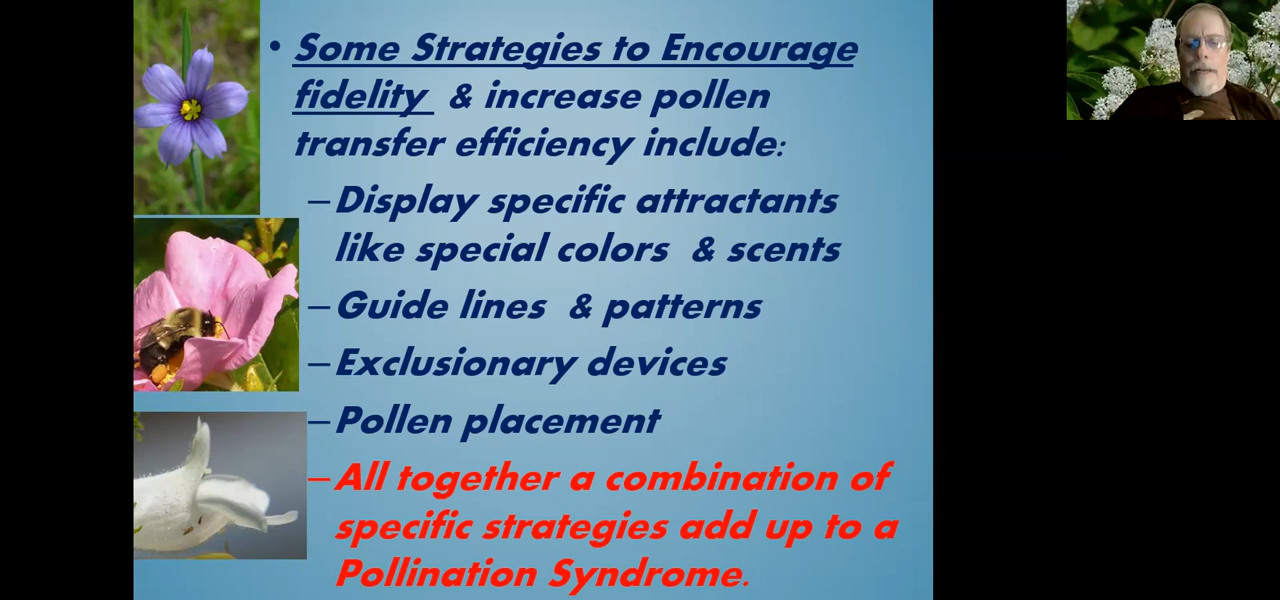 • Some Strategies to Encourage
fidelity & increase pollen
transfer efficiency include:
–Display specific attractants
like special colors & scents
–Guide lines & patterns
–Exclusionary devices
–Pollen placement
–All together a combination of
specific strategies add up to a
Pollination Syndrome.